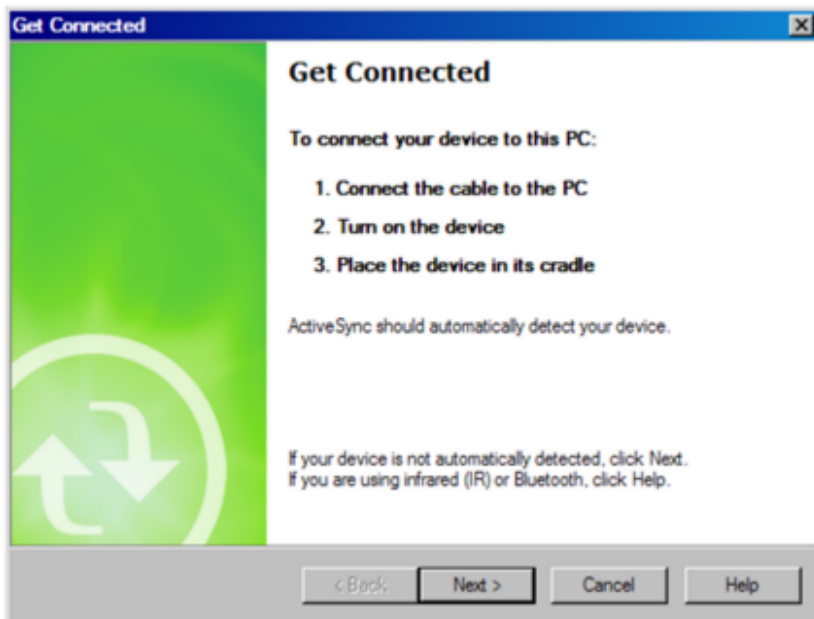 Get Connected
Get Connected
To connect your device to this PC:
1. Connect the cable to the PC
2. Turn on the device
3. Place the device in its cradle
ActiveSync should automatically detect your device.
If your device is not automatically detected, click Next.
If you are using infrared (IR) or Bluetooth, click Help.
< Back Next > Cancel Help